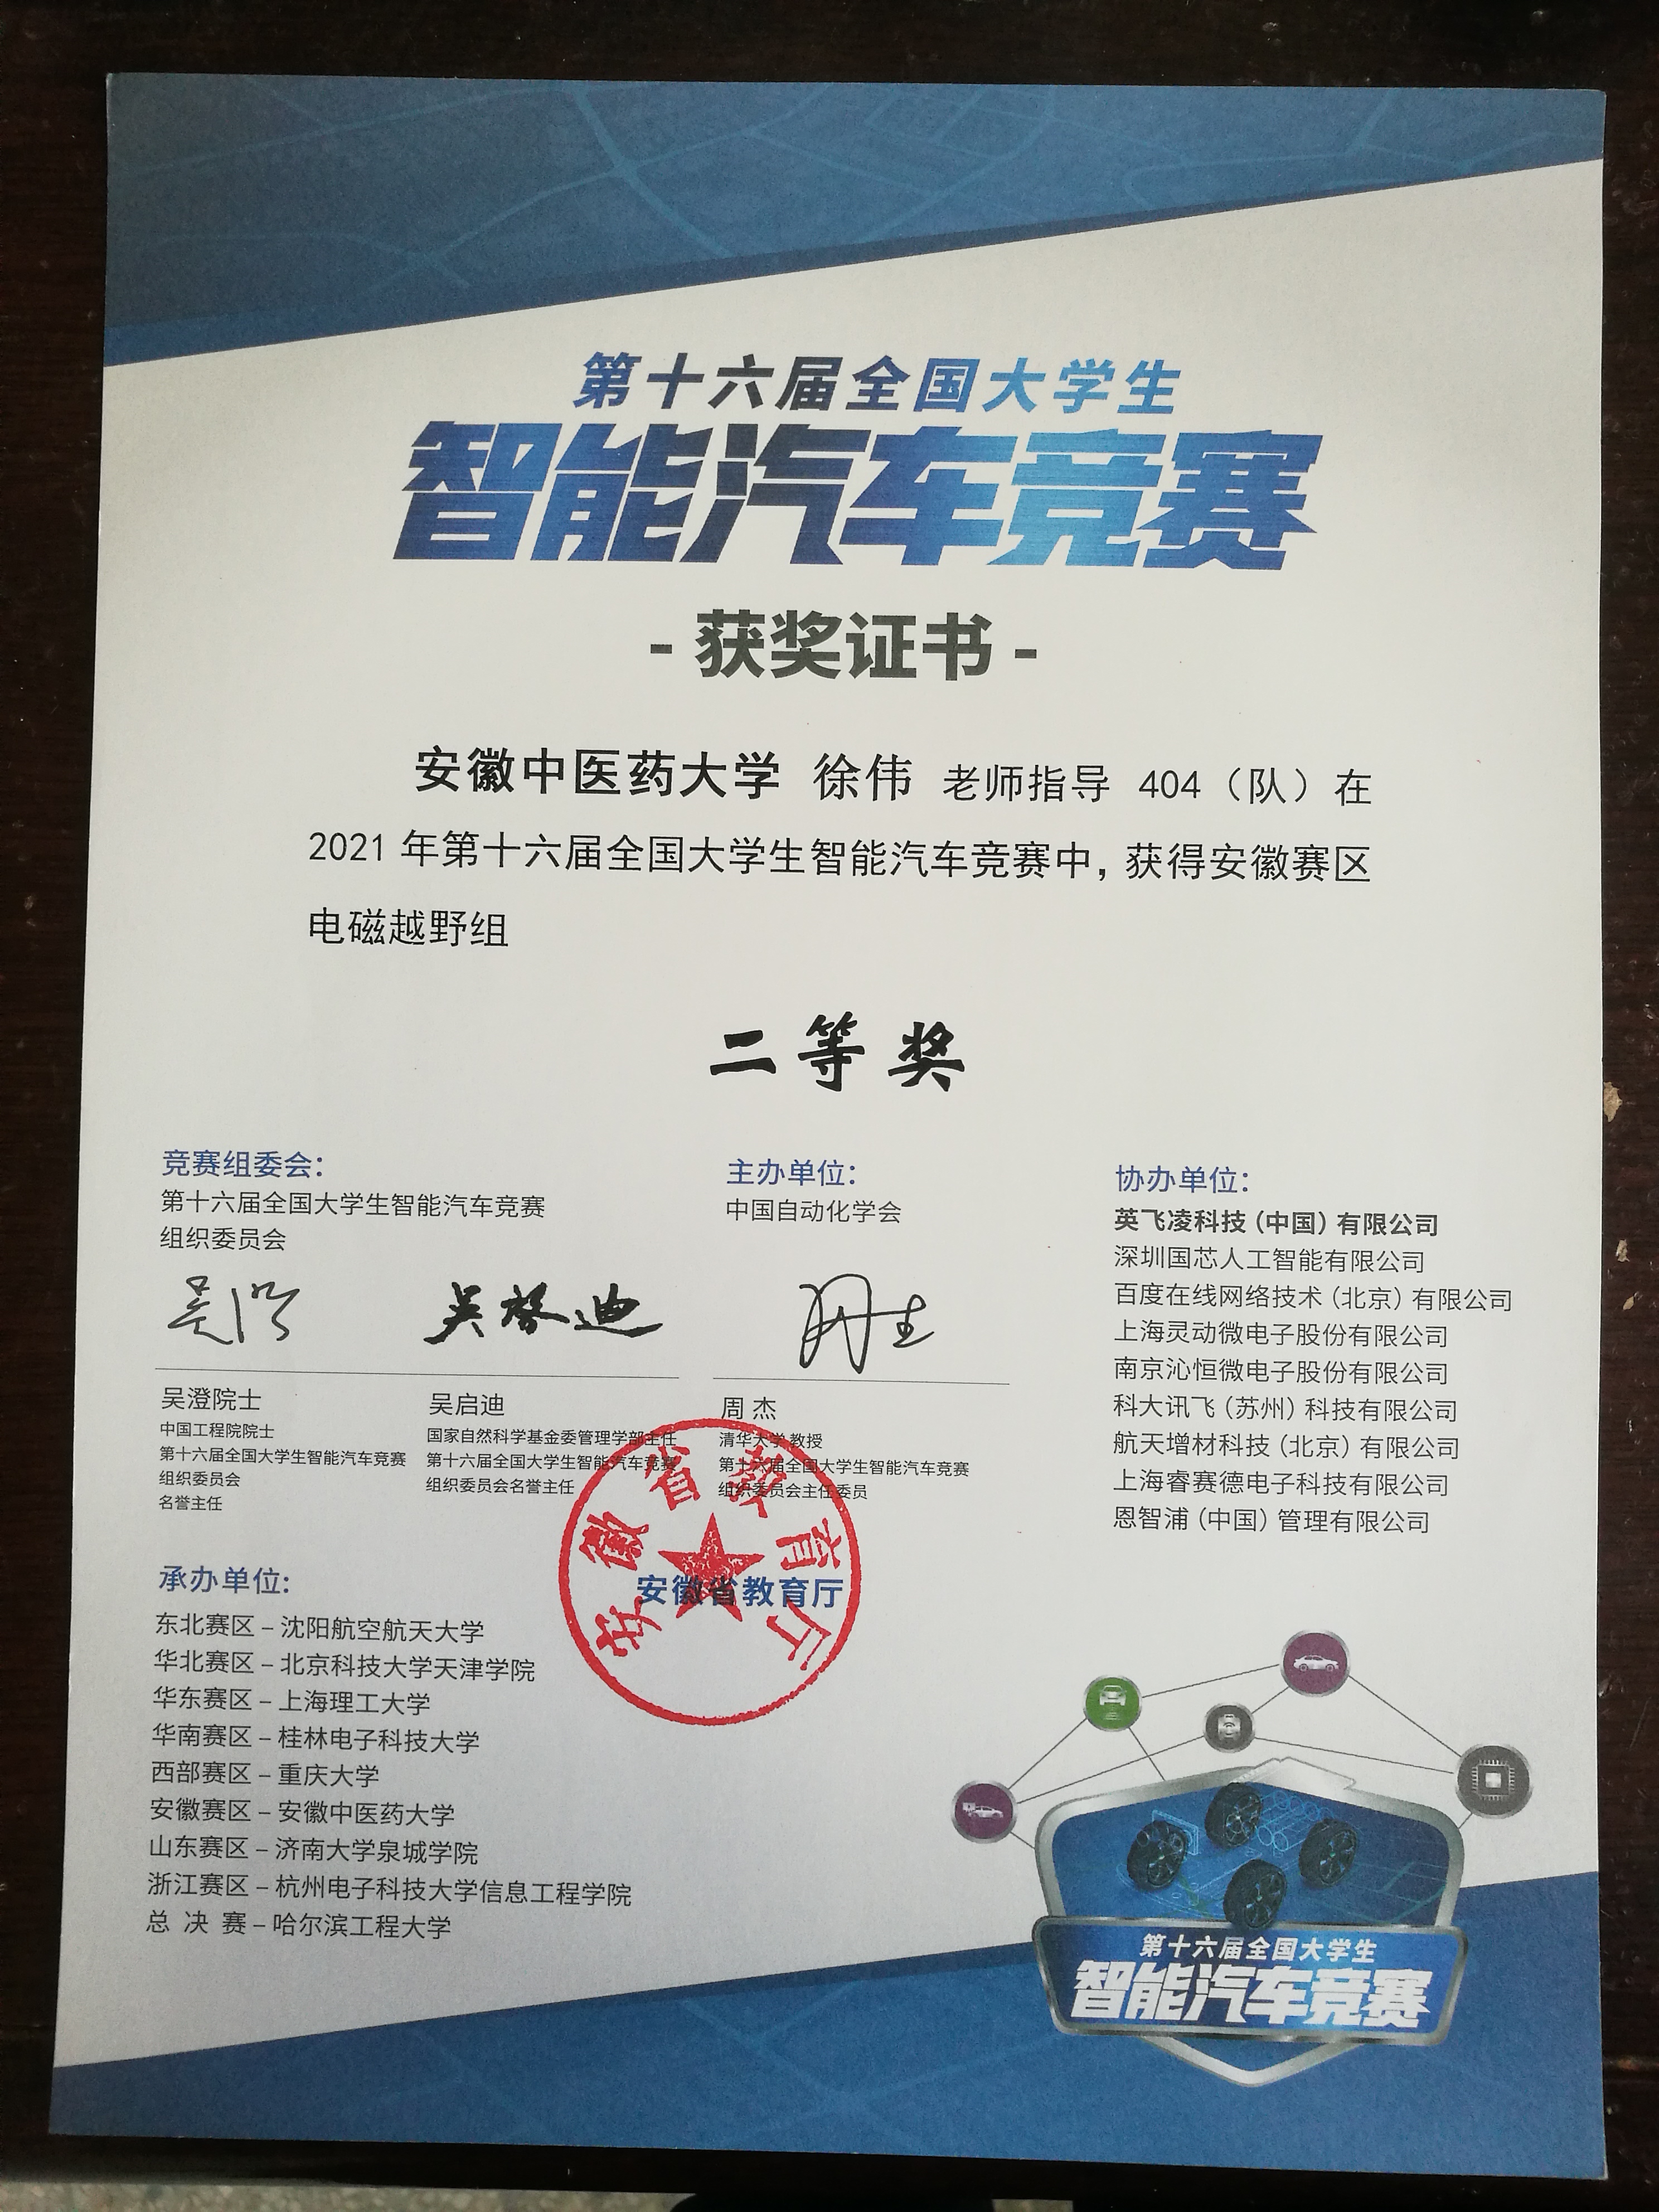 第十六届全国大学生
智能汽车竞赛
- 获奖证书 -
安徽中医药大学 徐伟 老师指导 404（队）在
2021 年第十六届全国大学生智能汽车竞赛中，获得安徽赛区
电磁越野组
二等奖
竞赛组委会：
第十六届全国大学生智能汽车竞赛
组织委员会
吴澄
吴启迪
吴澄院士
中国工程院院士
第十六届全国大学生智能汽车竞赛
组织委员会
名誉主任
吴启迪
国家自然科学基金委管理学部主任
第十六届全国大学生智能汽车竞赛
组织委员会名誉主任
主办单位：
中国自动化学会
周杰
清华大学 教授
第十六届全国大学生智能汽车竞赛
组织委员会主任委员
协办单位：
英飞凌科技（中国）有限公司
深圳国芯人工智能有限公司
百度在线网络技术（北京）有限公司
上海灵动微电子股份有限公司
南京沁恒微电子股份有限公司
科大讯飞（苏州）科技有限公司
航天增材科技（北京）有限公司
上海睿赛德电子科技有限公司
恩智浦（中国）管理有限公司
安徽省教育厅
安徽省教育厅
承办单位：
东北赛区 – 沈阳航空航天大学
华北赛区 – 北京科技大学天津学院
华东赛区 – 上海理工大学
华南赛区 – 桂林电子科技大学
西部赛区 – 重庆大学
安徽赛区 – 安徽中医药大学
山东赛区 – 济南大学泉城学院
浙江赛区 – 杭州电子科技大学信息工程学院
总 决 赛 – 哈尔滨工程大学
第十六届全国大学生
智能汽车竞赛